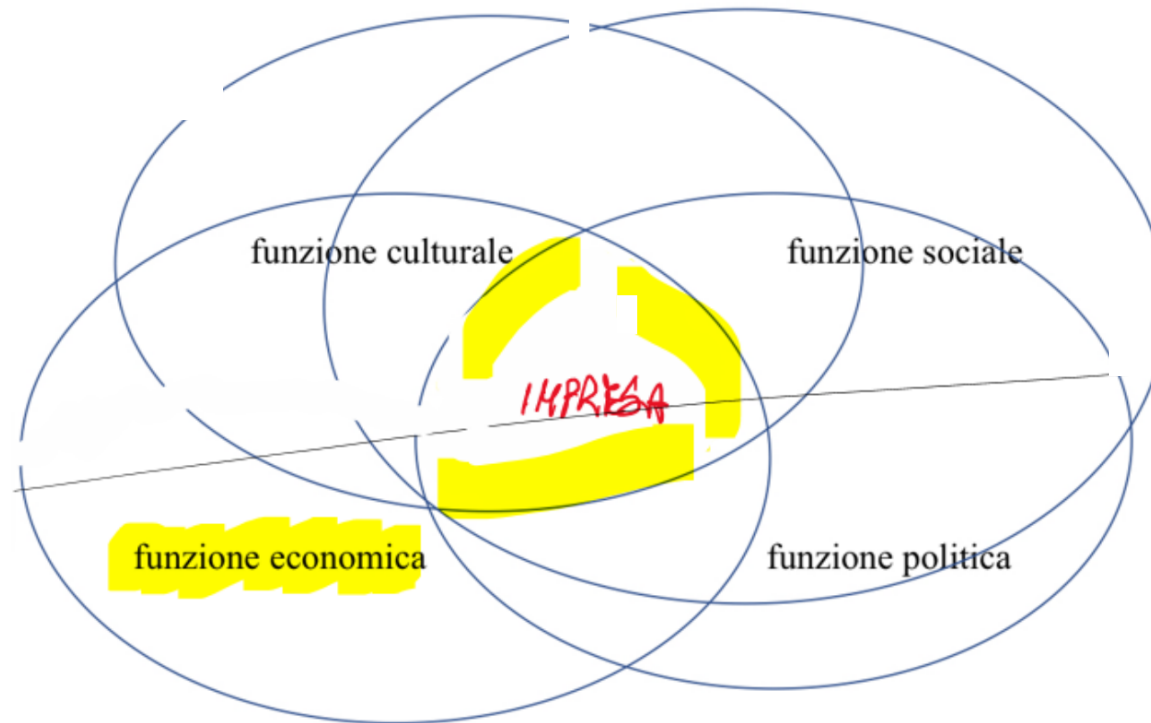 funzione culturale
funzione sociale
IMPRESA
funzione economica
funzione politica